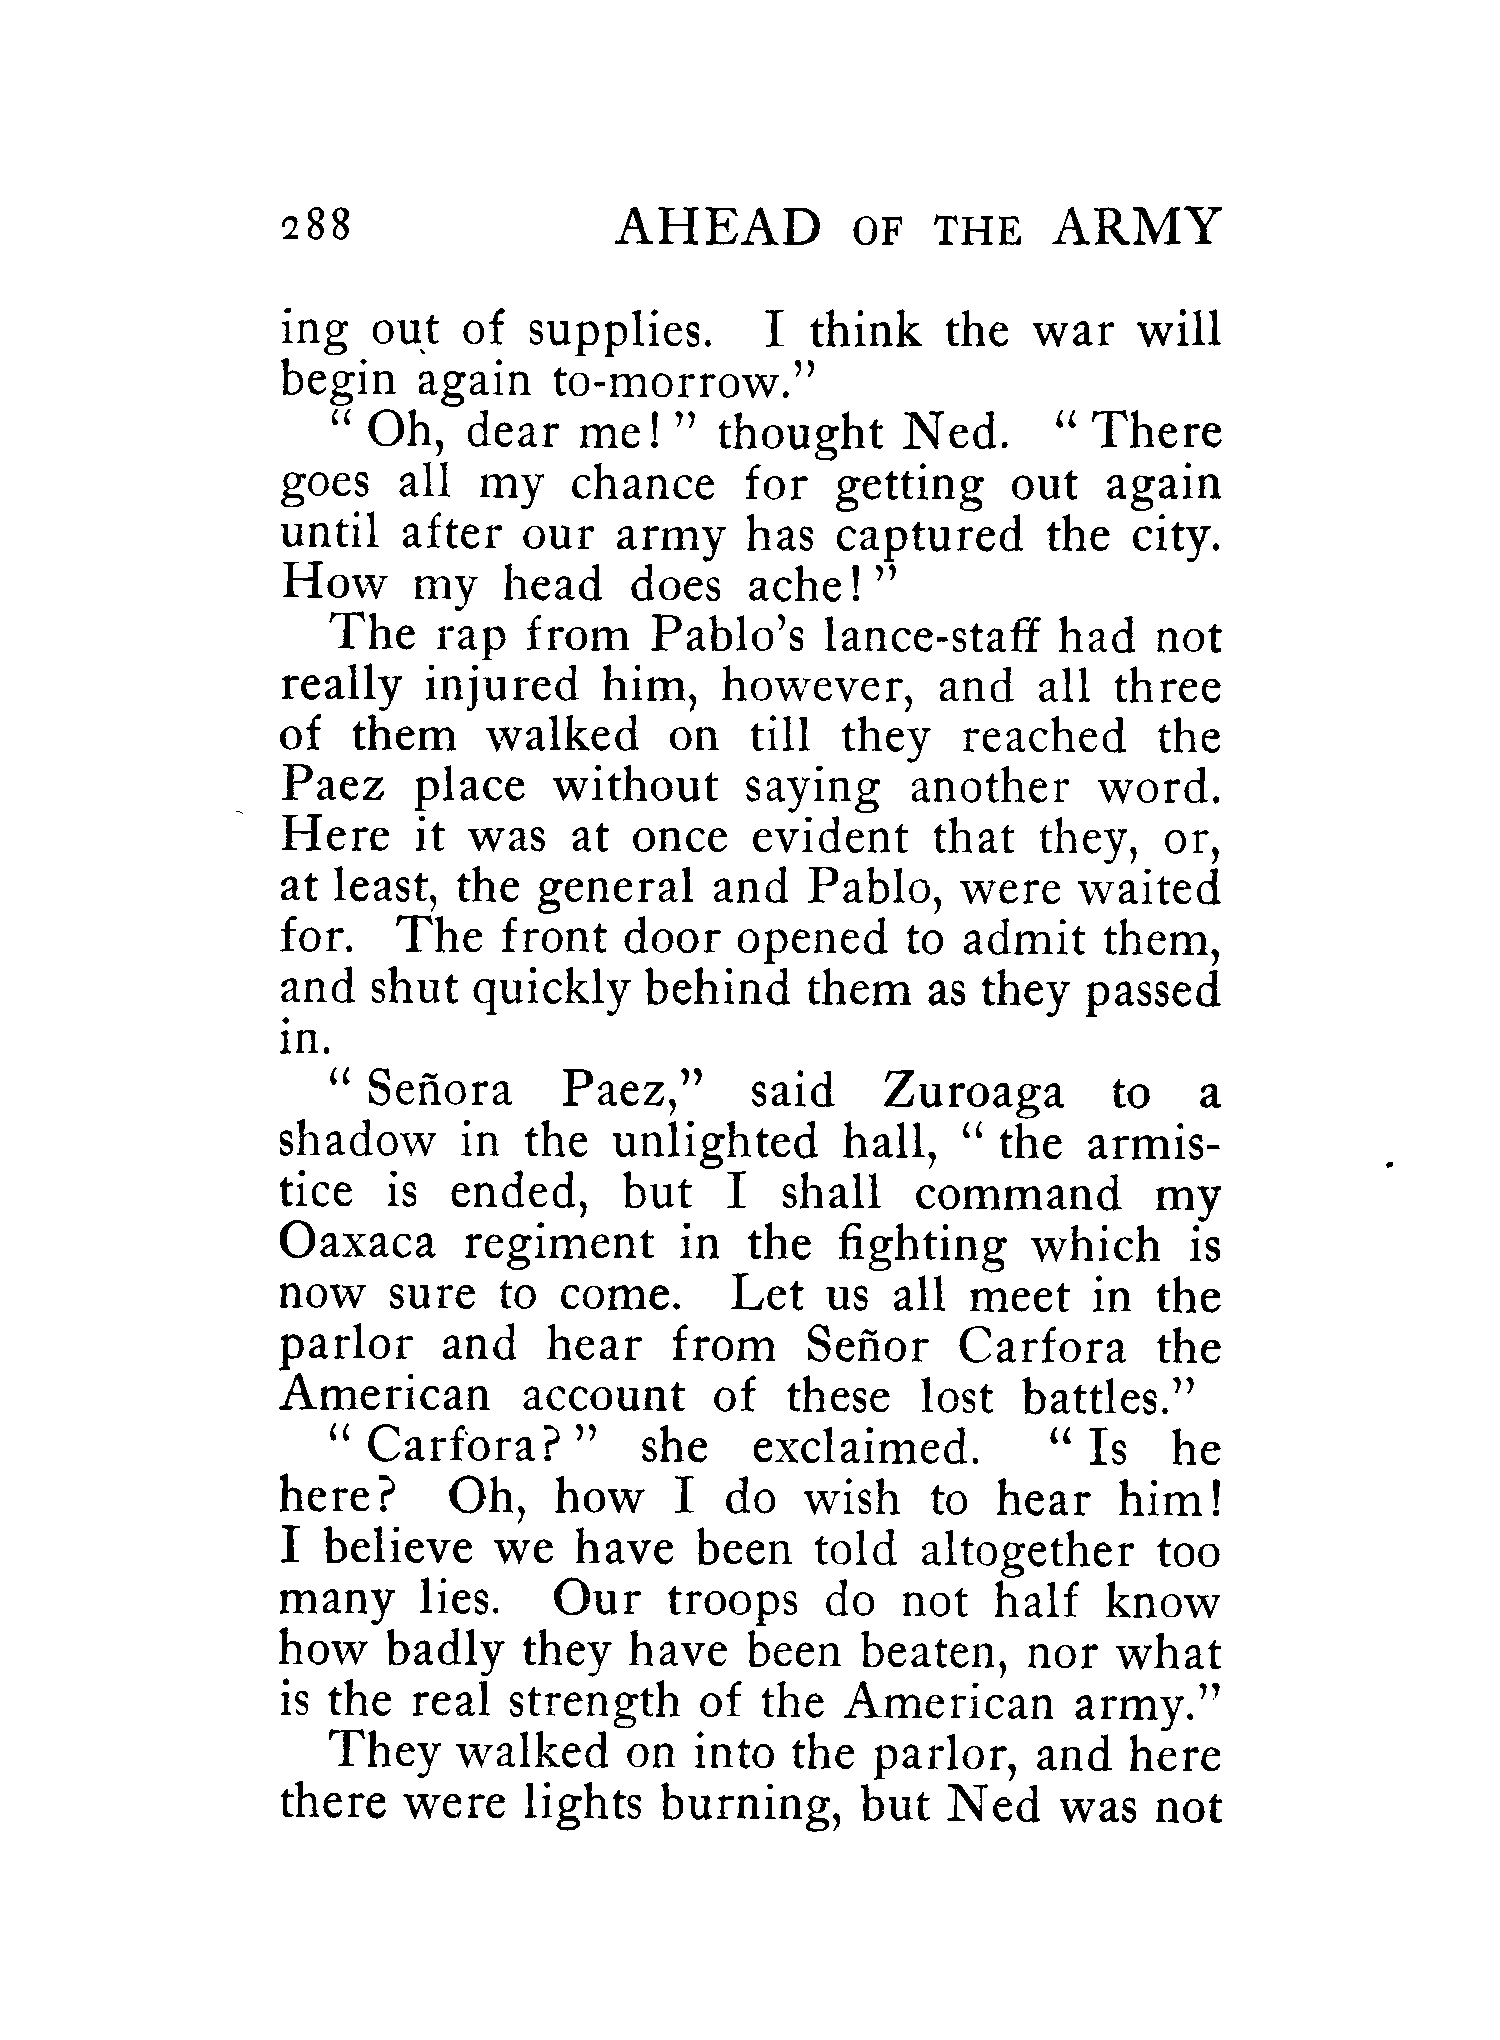 288 AHEAD OF THE ARMY
ing out of supplies. I think the war will
begin again to-morrow."
" Oh, dear me! " thought Ned. " There
goes all my chance for getting out again
until after our army has captured the city.
How my head does ache! "
The rap from Pablo's lance-staff had not
really injured him, however, and all three
of them walked on till they reached the
Paez place without saying another word.
Here it was at once evident that they, or,
at least, the general and Pablo, were waited
for. The front door opened to admit them,
and shut quickly behind them as they passed
in.
" Señora Paez," said Zuroaga to a
shadow in the unlighted hall, " the armis-
tice is ended, but I shall command my
Oaxaca regiment in the fighting which is
now sure to come. Let us all meet in the
parlor and hear from Señor Carfora the
American account of these lost battles."
" Carfora? " she exclaimed. " Is he
here? Oh, how I do wish to hear him!
I believe we have been told altogether too
many lies. Our troops do not half know
how badly they have been beaten, nor what
is the real strength of the American army."
They walked on into the parlor, and here
there were lights burning, but Ned was not